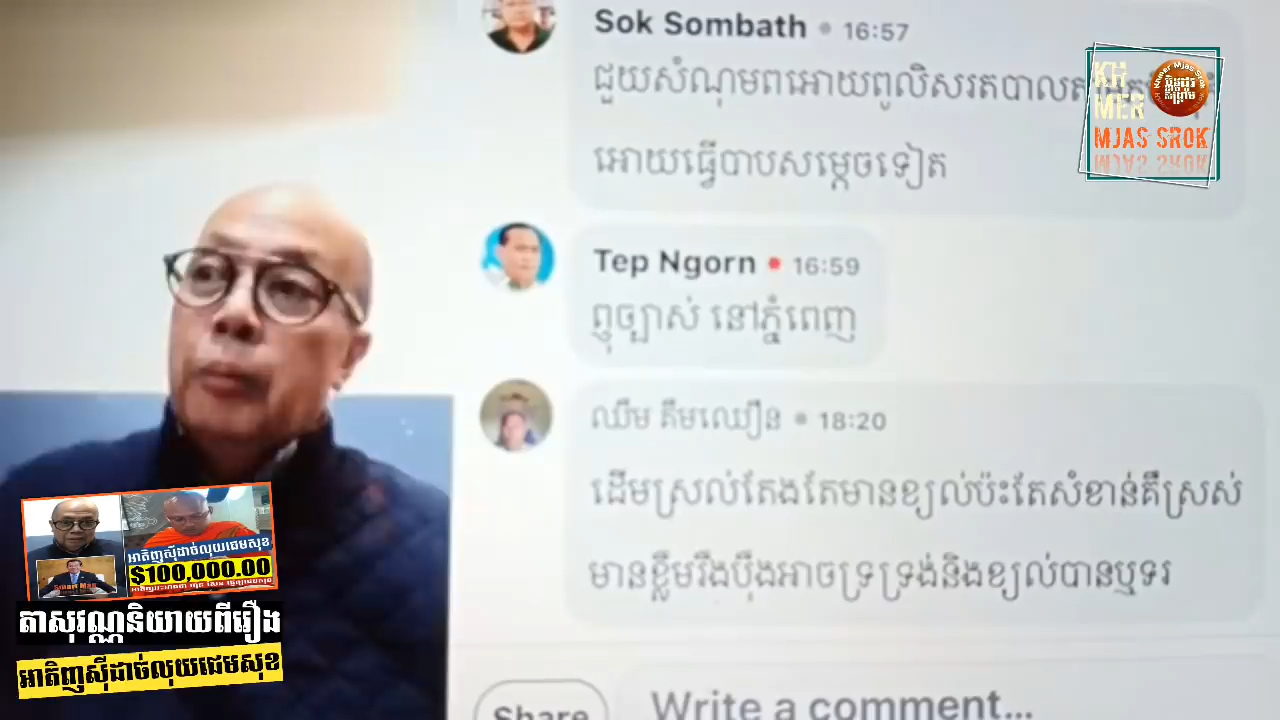 Sok Sombath 16:57
ជួយសំណុមពរអោយពូលិសរតបាល
អោយធ្វើបាបសម្ដេចទៀត
Tep Ngorn 16:59
ឮច្បាស់ នៅភ្នំពេញ
ឈឹម គឹមឈឿន 18:20
ដើមស្រល់តែងតែមានខ្យល់ប៉ះតែសំខាន់គឺស្រស់
មានខ្លឹមរឹងប៉ឹងអាចទ្រទ្រង់និងខ្យល់បានឬទរ
Share
Write a comment...
KH
MER
MJAS SROK
Khmer Mjas Srok
អាតិញស៊ីដាច់លុយជេមសុខ
$100,000.00
តាសុវណ្ណនិយាយពីរឿង
អាតិញស៊ីដាច់លុយជេមសុខ